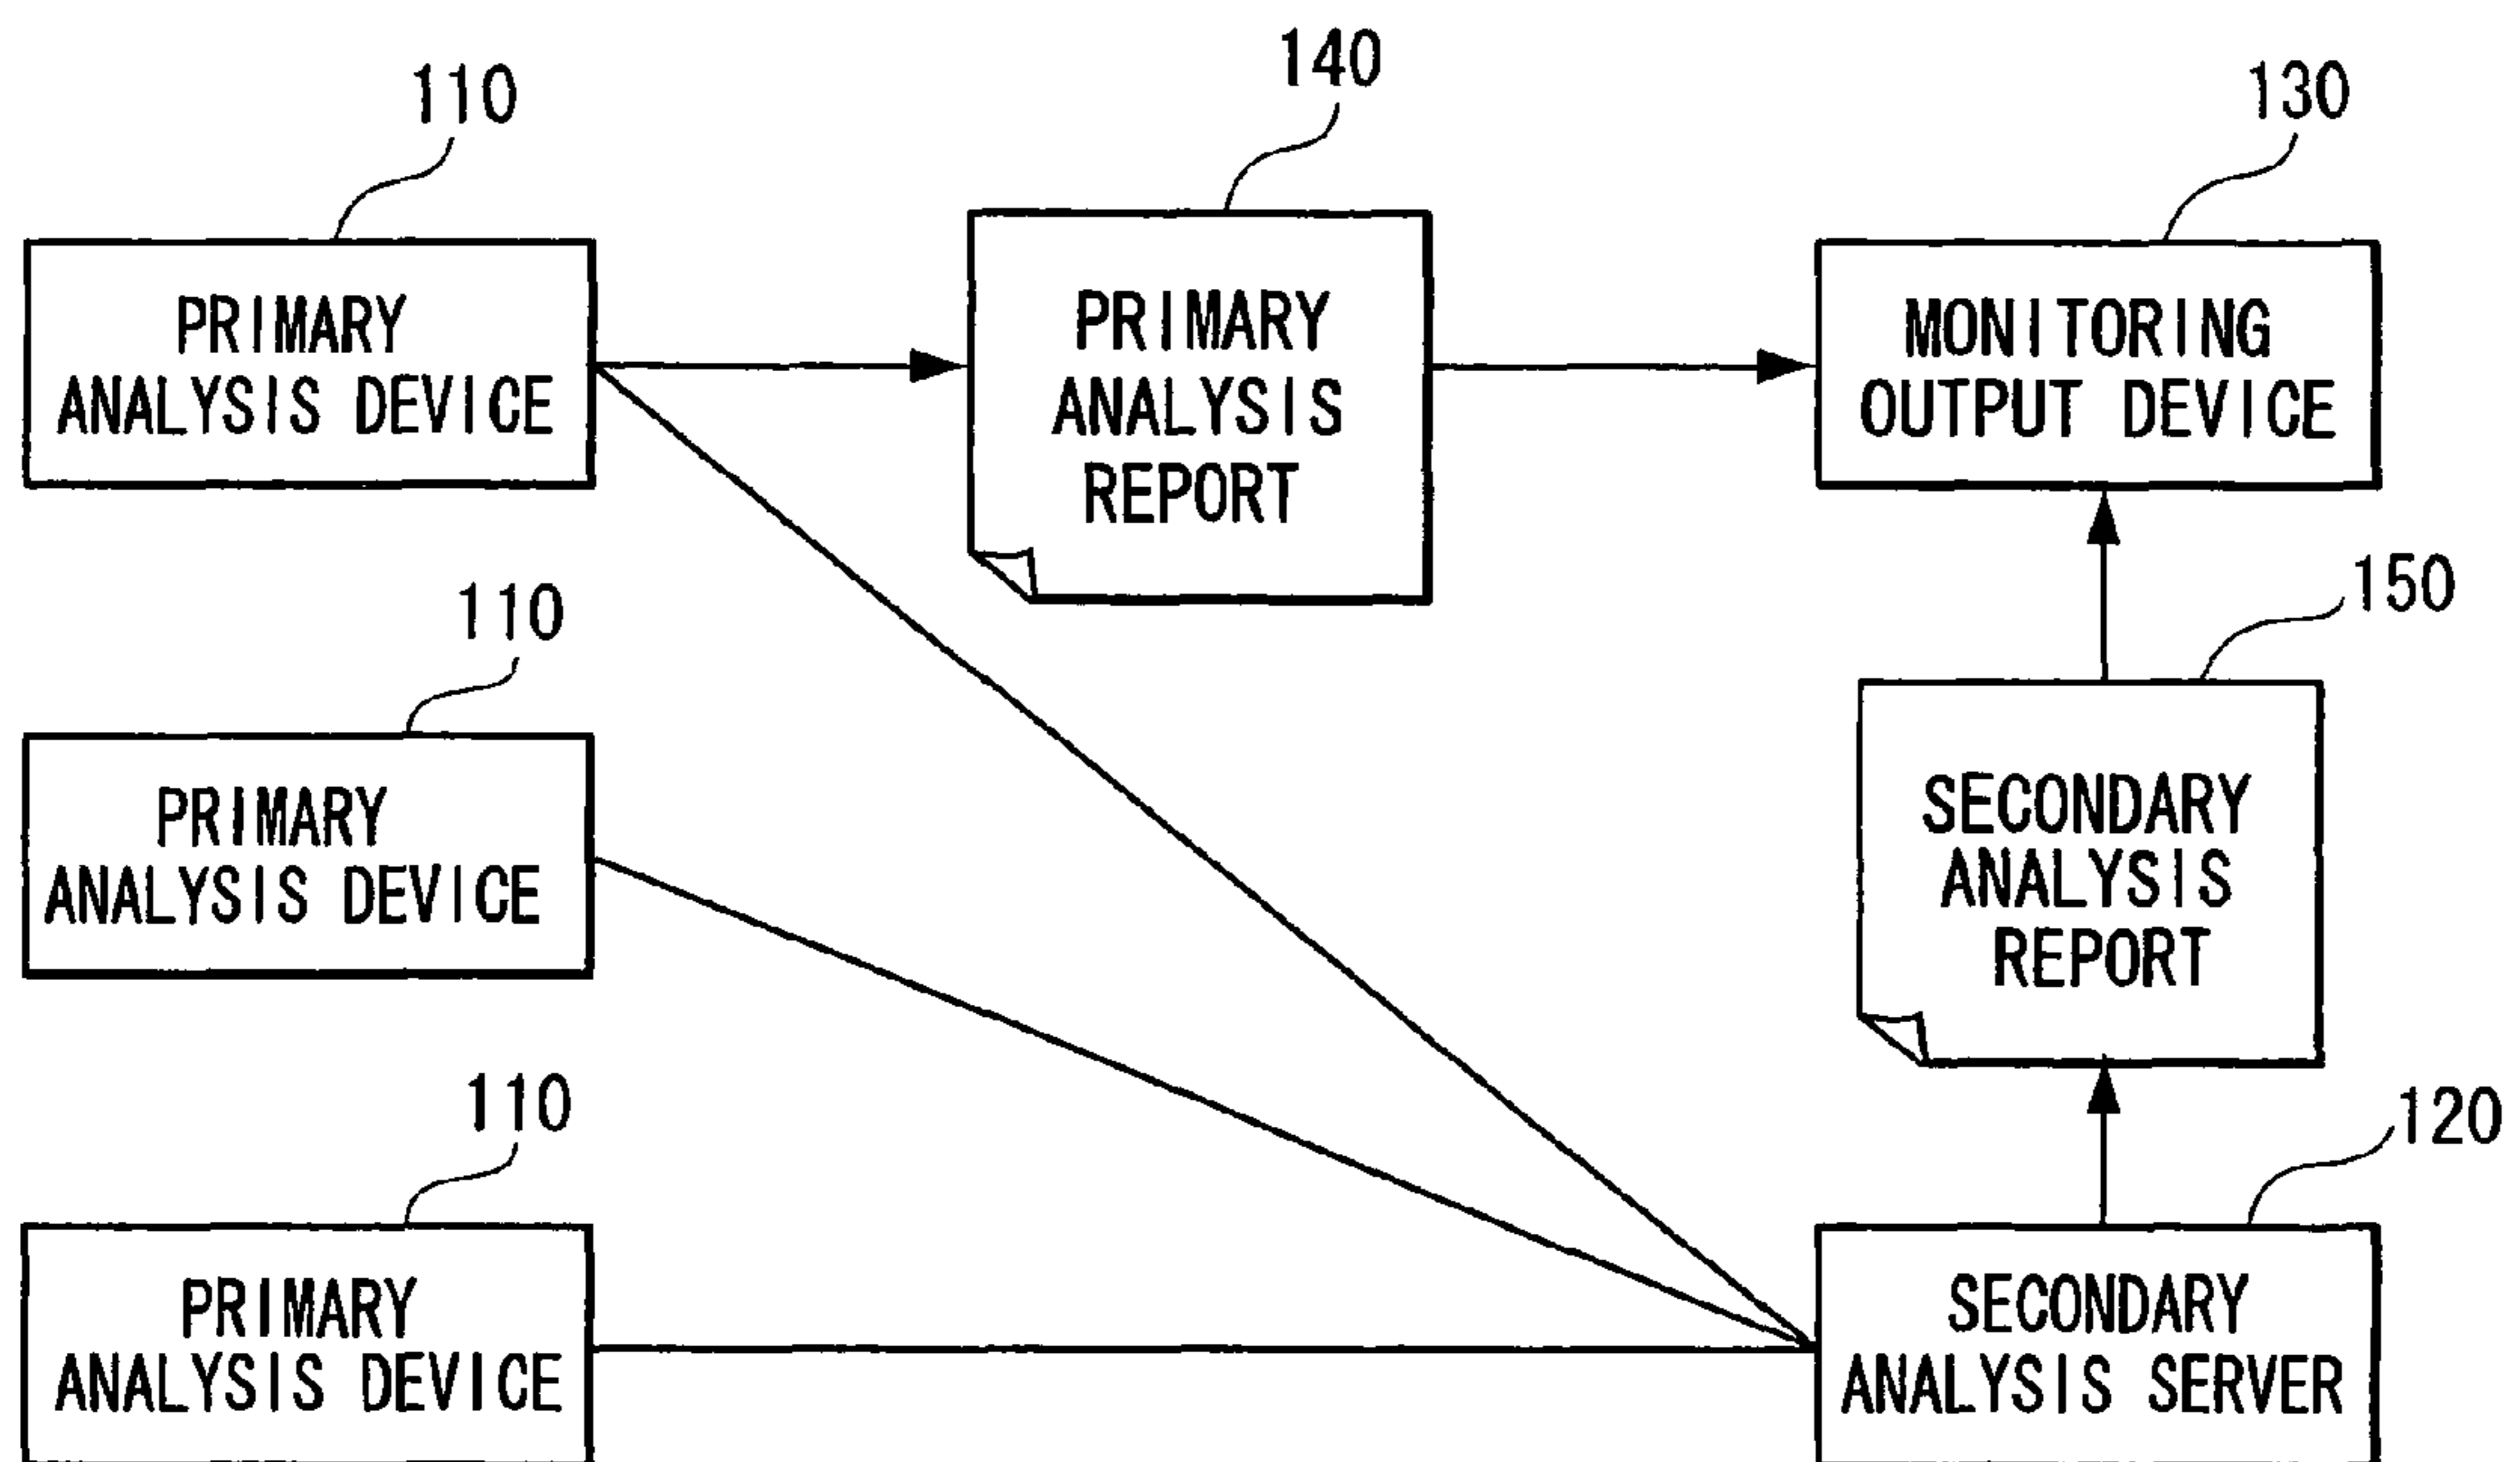 110
PRIMARY
ANALYSIS DEVICE
140
PRIMARY
ANALYSIS
REPORT
130
MONITORING
OUTPUT DEVICE
110
PRIMARY
ANALYSIS DEVICE
150
SECONDARY
ANALYSIS
REPORT
110
PRIMARY
ANALYSIS DEVICE
120
SECONDARY
ANALYSIS SERVER